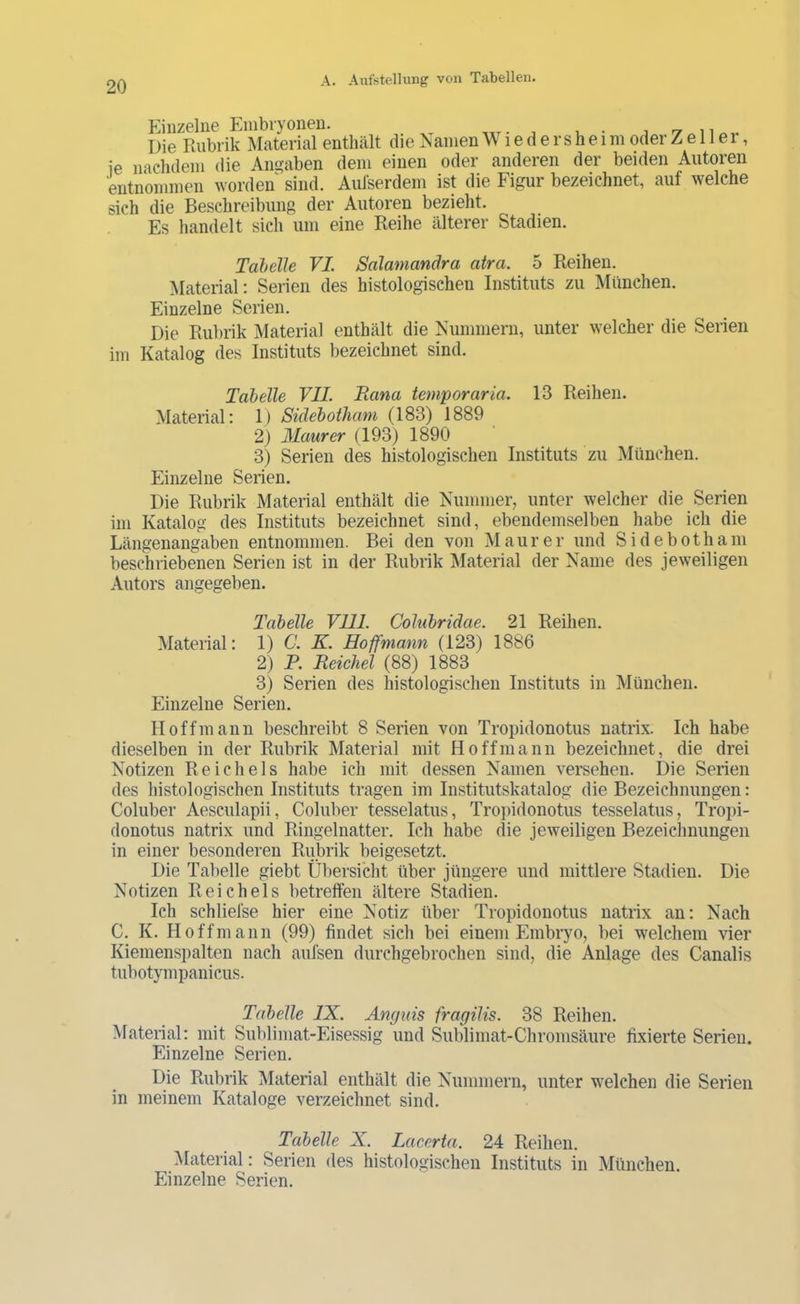 20
A. Aufstellung von Tabellen.
Einzelne Embryonen.
Die Rubrik Material enthält die Namen Wiedersheim oder Zeller,
je nachdem die Angaben dem einen oder anderen der beiden Autoren
entnommen worden sind. Aufserdem ist die Figur bezeichnet, auf welche
sich die Beschreibung der Autoren bezieht.
Es handelt sich um eine Reihe älterer Stadien.
Tabelle VI. Salamandra atra. 5 Reihen.
Material: Serien des histologischen Instituts zu München.
Einzelne Serien.
Die Rubrik Material enthält die Nummern, unter welcher die Serien
im Katalog des Instituts bezeichnet sind.
Tabelle VII. Rana temporaria. 13 Reihen.
Material: 1) Sidebotham (183) 1889
2) Maurer (193) 1890
3) Serien des histologischen Instituts zu München.
Einzelne Serien.
Die Rubrik Material enthält die Nummer, unter welcher die Serien
im Katalog des Instituts bezeichnet sind, ebendemselben habe ich die
Längenangaben entnommen. Bei den von Maurer und Sidebotham
beschriebenen Serien ist in der Rubrik Material der Name des jeweiligen
Autors angegeben.
Tabelle VIII. Colubridae. 21 Reihen.
Material: 1) C. K. Hoffmann (123) 1886
2) P. Reichel (88) 1883
3) Serien des histologischen Instituts in München.
Einzelne Serien.
Hoffmann beschreibt 8 Serien von Tropidonotus natrix. Ich habe
dieselben in der Rubrik Material mit Hoffmann bezeichnet, die drei
Notizen Reichels habe ich mit dessen Namen versehen. Die Serien
des histologischen Instituts tragen im Institutskatalog die Bezeichnungen:
Coluber Aesculapii, Coluber tesselatus, Tropidonotus tesselatus, Tropi-
donotus natrix und Ringelnatter. Ich habe die jeweiligen Bezeichnungen
in einer besonderen Rubrik beigesetzt.
Die Tabelle giebt Übersicht über jüngere und mittlere Stadien. Die
Notizen Reichels betreffen ältere Stadien.
Ich schliefse hier eine Notiz über Tropidonotus natrix an: Nach
C. K. Hoffmann (99) findet sich bei einem Embryo, bei welchem vier
Kiemenspalten nach aufsen durchgebrochen sind, die Anlage des Canalis
tubotympanicus.
Tabelle IX. Anguis fragilis. 38 Reihen.
Material: mit Sublimat-Eisessig und Sublimat-Chromsäure fixierte Serien.
Einzelne Serien.
Die Rubrik Material enthält die Nummern, unter welchen die Serien
in meinem Kataloge verzeichnet sind.
Tabelle X. Lacerta. 24 Reihen.
Material: Serien des histologischen Instituts in München.
Einzelne Serien.